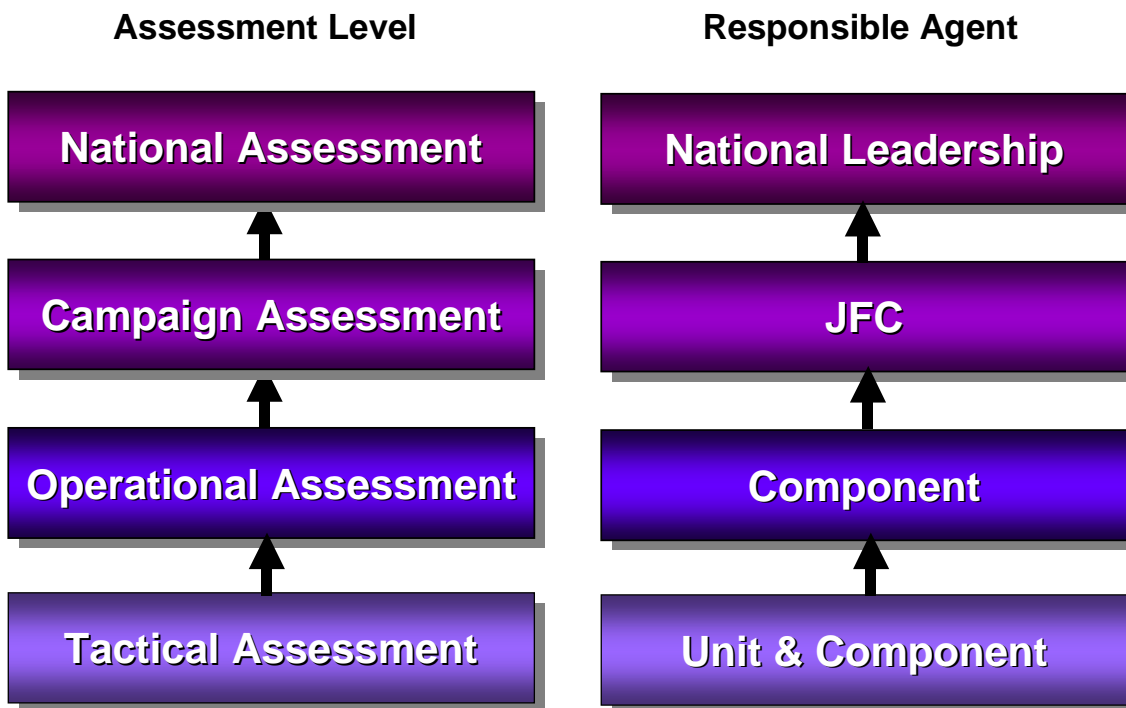 Assessment Level
Responsible Agent
National Assessment
National Leadership
Campaign Assessment
JFC
Operational Assessment
Component
Tactical Assessment
Unit & Component